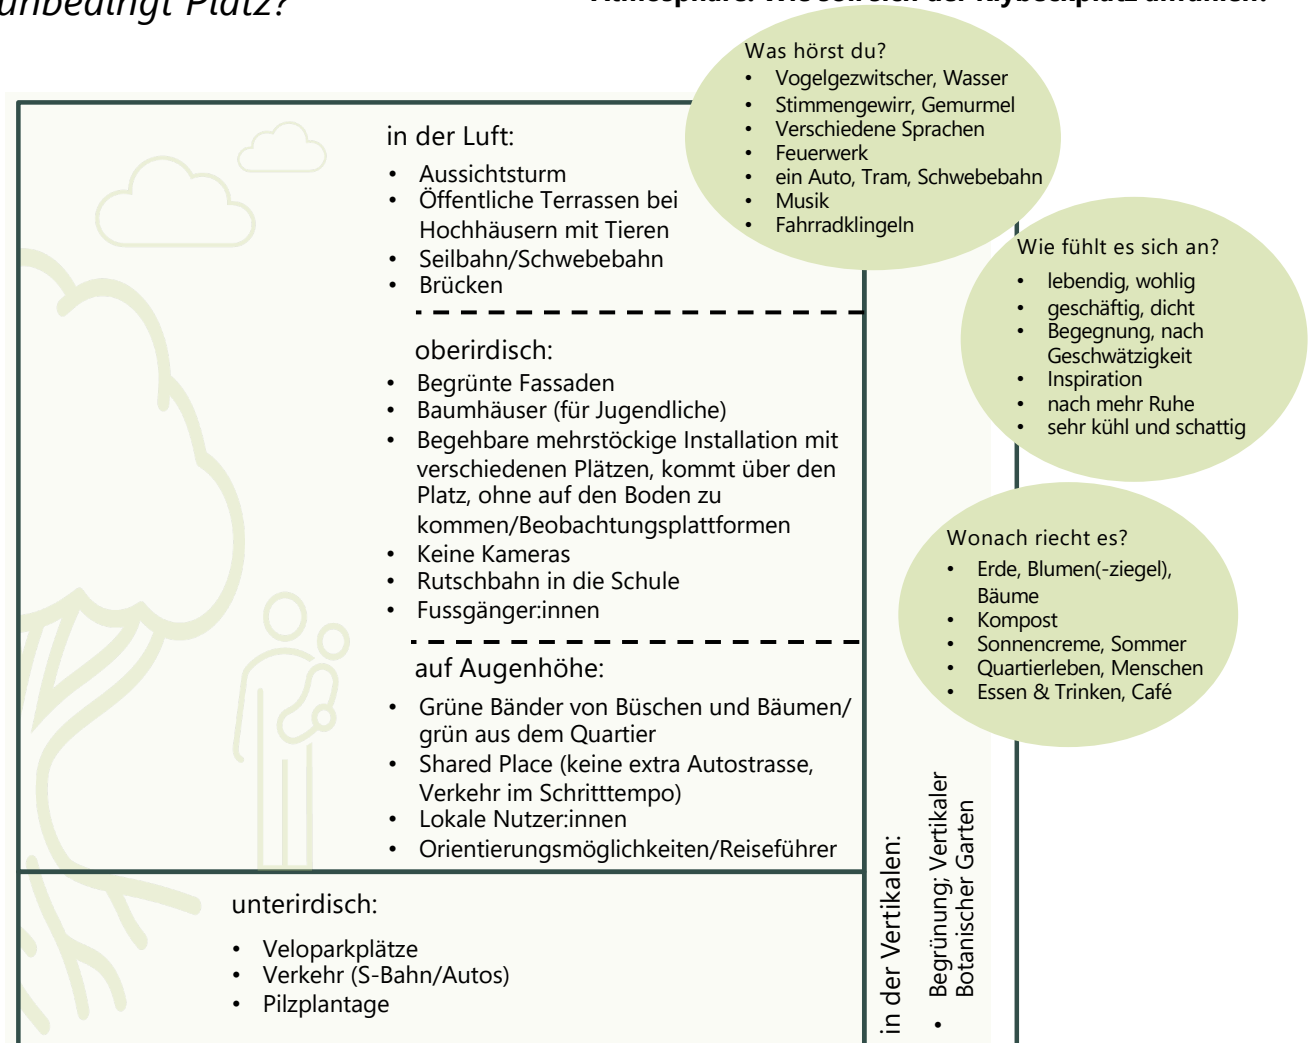 unbedingt Platz?
Atmosphäre: Wie soll sich der Klybeckplatz anfühlen?
in der Luft:
• Aussichtsturm
• Öffentliche Terrassen bei
Hochhäusern mit Tieren
• Seilbahn/Schwebebahn
• Brücken
oberirdisch:
• Begrünte Fassaden
• Baumhäuser (für Jugendliche)
• Begehbare mehrstöckige Installation mit
verschiedenen Plätzen, kommt über den
Platz, ohne auf den Boden zu
kommen/Beobachtungsplattformen
• Keine Kameras
• Rutschbahn in die Schule
• Fussgänger:innen
auf Augenhöhe:
• Grüne Bänder von Büschen und Bäumen/
grün aus dem Quartier
• Shared Place (keine extra Autostrasse,
Verkehr im Schritttempo)
• Lokale Nutzer:innen
• Orientierungsmöglichkeiten/Reiseführer
unterirdisch:
• Veloparkplätze
• Verkehr (S-Bahn/Autos)
• Pilzplantage
in der Vertikalen:
• Begrünung; Vertikaler
Botanischer Garten
Was hörst du?
• Vogelgezwitscher, Wasser
• Stimmengewirr, Gemurmel
• Verschiedene Sprachen
• Feuerwerk
• ein Auto, Tram, Schwebebahn
• Musik
• Fahrradklingeln
Wie fühlt es sich an?
• lebendig, wohlig
• geschäftig, dicht
• Begegnung, nach
Geschwätzigkeit
• Inspiration
• nach mehr Ruhe
• sehr kühl und schattig
Wonach riecht es?
• Erde, Blumen(-ziegel),
Bäume
• Kompost
• Sonnencreme, Sommer
• Quartierleben, Menschen
• Essen & Trinken, Café